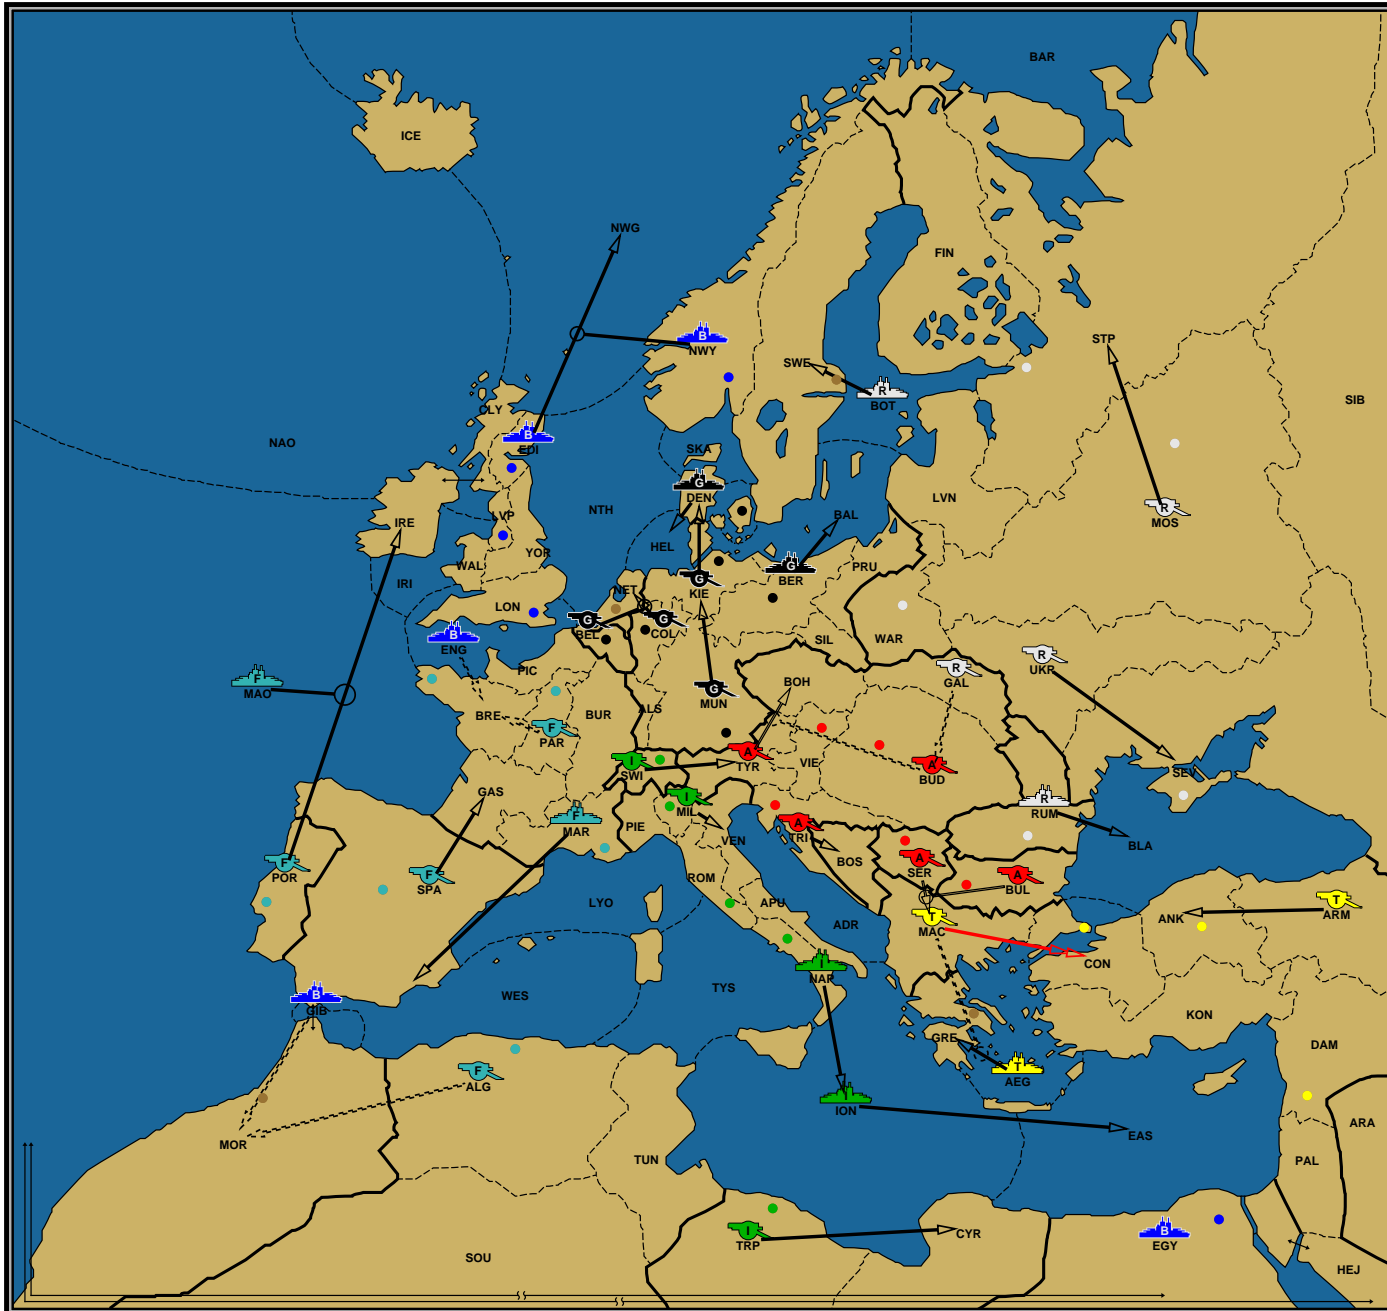 BAR
ICE
NWG
FIN
B
NWY
STP
SWE
R
BOT
SIB
CLY
B
EDI
NAO
SKA
G
DEN
LVN
R
MOS
NTH
LVP
IRE
BAL
YOR
HEL
WAL
G
BER
PRU
IRI
G
KIE
NET
LON
G
BEL
G
COL
B
ENG
SIL
WAR
R
UKR
R
GAL
PIC
F
MAO
BOH
G
MUN
BRE
BUR
ALS
F
PAR
I
SWI
A
TYR
VIE
A
BUD
SEV
GAS
I
MIL
R
RUM
F
MAR
PIE
A
TRI
VEN
BLA
F
POR
F
SPA
BOS
A
SER
A
BUL
ROM
LYO
APU
T
ARM
ANK
ADR
T
MAC
CON
I
NAP
TYS
WES
B
GIB
KON
GRE
DAM
F
ALG
T
AEG
I
ION
ARA
EAS
MOR
TUN
PAL
I
TRP
CYR
B
EGY
SOU
HEJ